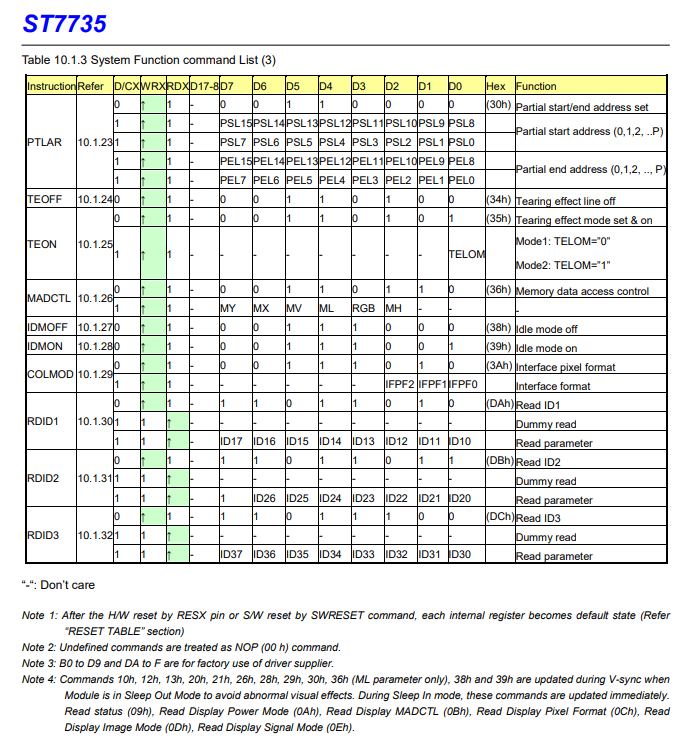 ST7735
Table 10.1.3 System Function command List (3)
Instruction Refer D/CX WRX RDX D17-8 D7 D6 D5 D4 D3 D2 D1 D0 Hex Function
PTLAR 10.1.23 0 ↑ 1 - 0 0 1 1 0 0 0 0 (30h) Partial start/end address set
1 ↑ 1 - PSL15 PSL14 PSL13 PSL12 PSL11 PSL10 PSL9 PSL8 Partial start address (0,1,2, ..P)
1 ↑ 1 - PSL7 PSL6 PSL5 PSL4 PSL3 PSL2 PSL1 PSL0
1 ↑ 1 - PEL15 PEL14 PEL13 PEL12 PEL11 PEL10 PEL9 PEL8 Partial end address (0,1,2, .., P)
1 ↑ 1 - PEL7 PEL6 PEL5 PEL4 PEL3 PEL2 PEL1 PEL0
TEOFF 10.1.24 0 ↑ 1 - 0 0 1 1 0 1 0 0 (34h) Tearing effect line off
TEON 10.1.25 0 ↑ 1 - 0 0 1 1 0 1 0 1 (35h) Tearing effect mode set & on
1 ↑ 1 - - - - - - - - TELOM Mode1: TELOM="0"
Mode2: TELOM="1"
MADCTL 10.1.26 0 ↑ 1 - 0 0 1 1 0 1 1 0 (36h) Memory data access control
1 ↑ 1 - MY MX MV ML RGB MH - - -
IDMOFF 10.1.27 0 ↑ 1 - 0 0 1 1 1 0 0 0 (38h) Idle mode off
IDMON 10.1.28 0 ↑ 1 - 0 0 1 1 1 0 0 1 (39h) Idle mode on
COLMOD 10.1.29 0 ↑ 1 - 0 0 1 1 1 0 1 0 (3Ah) Interface pixel format
1 ↑ 1 - - - - - - IFPF2 IFPF1 IFPF0 Interface format
RDID1 10.1.30 0 ↑ 1 - 1 1 0 1 1 0 1 0 (DAh) Read ID1
1 1 ↑ - - - - - - - - - Dummy read
1 1 ↑ - ID17 ID16 ID15 ID14 ID13 ID12 ID11 ID10 Read parameter
RDID2 10.1.31 0 ↑ 1 - 1 1 0 1 1 0 1 1 (DBh) Read ID2
1 1 ↑ - - - - - - - - - Dummy read
1 1 ↑ - 1 ID26 ID25 ID24 ID23 ID22 ID21 ID20 Read parameter
RDID3 10.1.32 0 ↑ 1 - 1 1 0 1 1 1 0 0 (DCh) Read ID3
1 1 ↑ - - - - - - - - - Dummy read
1 1 ↑ - ID37 ID36 ID35 ID34 ID33 ID32 ID31 ID30 Read parameter
"-": Don't care
Note 1: After the H/W reset by RESX pin or S/W reset by SWRESET command, each internal register becomes default state (Refer
"RESET TABLE" section)
Note 2: Undefined commands are treated as NOP (00 h) command.
Note 3: B0 to D9 and DA to F are for factory use of driver supplier.
Note 4: Commands 10h, 12h, 13h, 20h, 21h, 26h, 28h, 29h, 30h, 36h (ML parameter only), 38h and 39h are updated during V-sync when
Module is in Sleep Out Mode to avoid abnormal visual effects. During Sleep In mode, these commands are updated immediately.
Read status (09h), Read Display Power Mode (0Ah), Read Display MADCTL (0Bh), Read Display Pixel Format (0Ch), Read
Display Image Mode (0Dh), Read Display Signal Mode (0Eh).